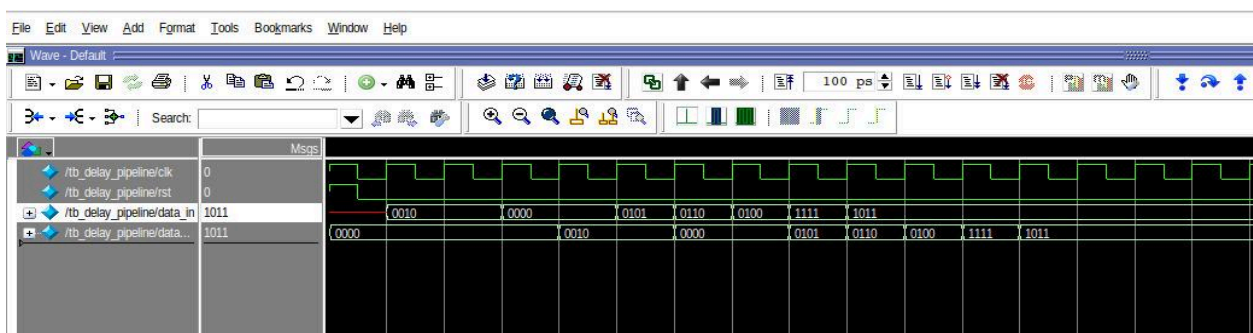 File Edit View Add Format Tools Bookmarks Window Help
Wave - Default
100 ps
Search:
Msgs
/tb_delay_pipeline/clk 0
/tb_delay_pipeline/rst 0
/tb_delay_pipeline/data_in 1011 0010 0000 0101 0110 0100 1111 1011
/tb_delay_pipeline/data... 1011 0000 0010 0000 0101 0110 0100 1111 1011